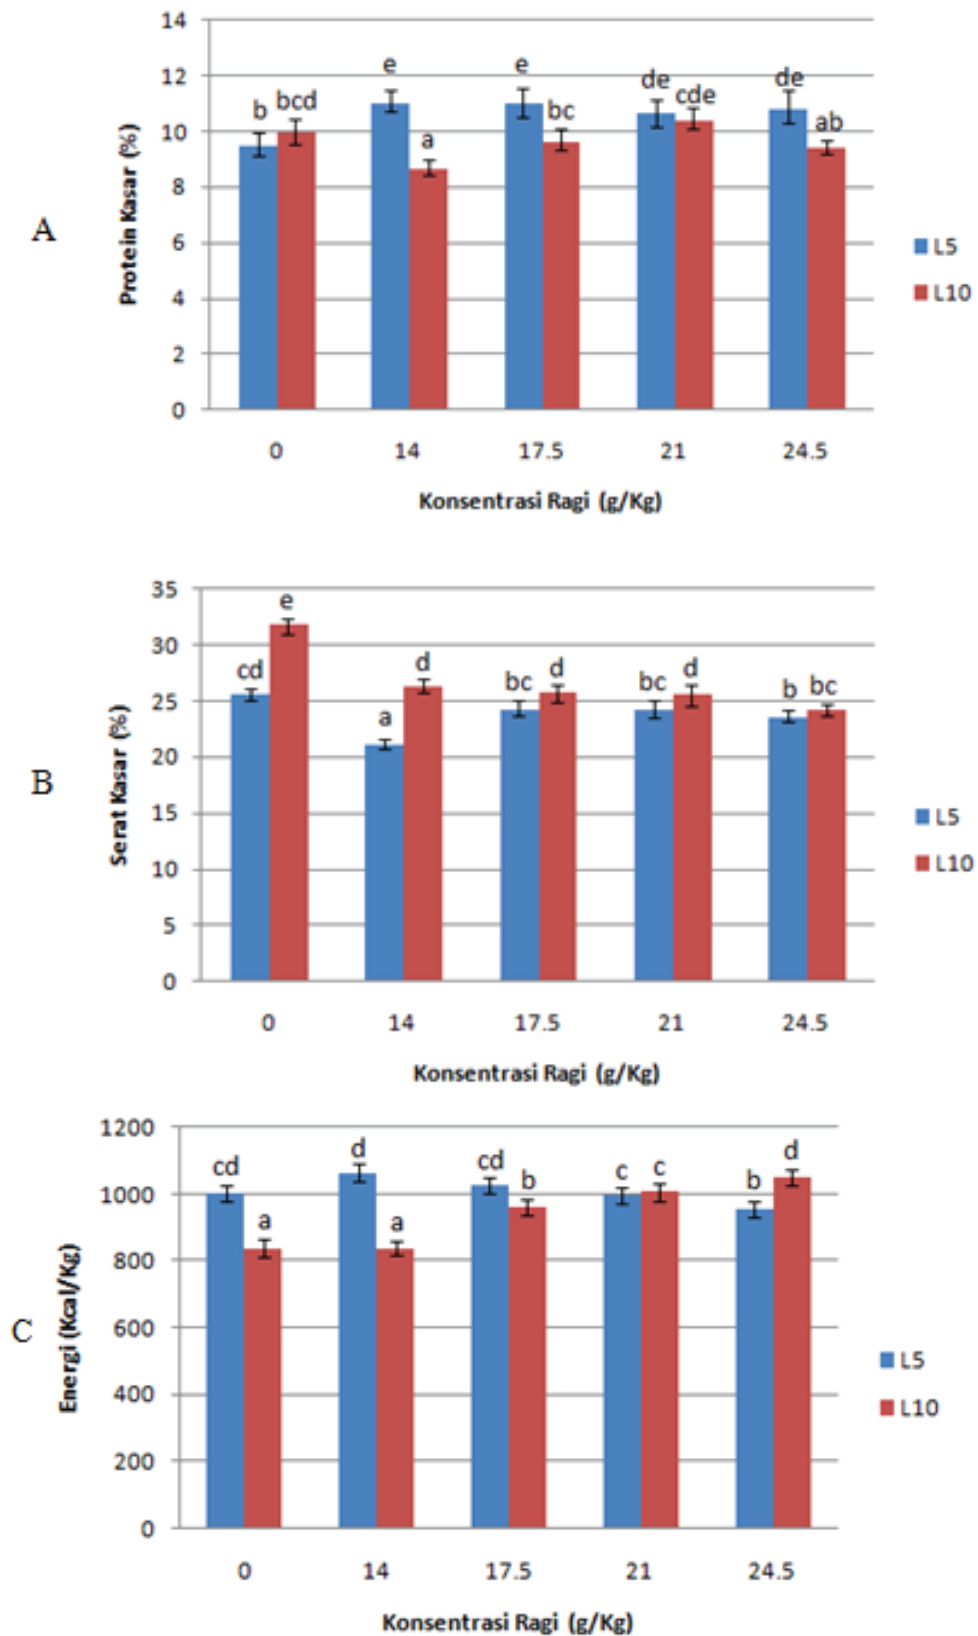 A
Protein Kasar (%)
14
12
10
8
6
4
2
0
b
bcd
e
a
e
bc
de
cde
de
ab
0
14
17.5
21
24.5
Konsentrasi Ragi (g/Kg)
L5
L10
B
Serat Kasar (%)
35
30
25
20
15
10
5
0
cd
e
a
d
bc
d
bc
d
b
bc
0
14
17.5
21
24.5
Konsentrasi Ragi (g/Kg)
L5
L10
C
Energi (Kcal/Kg)
1200
1000
800
600
400
200
0
cd
a
d
a
cd
b
c
c
b
d
0
14
17.5
21
24.5
Konsentrasi Ragi (g/Kg)
L5
L10